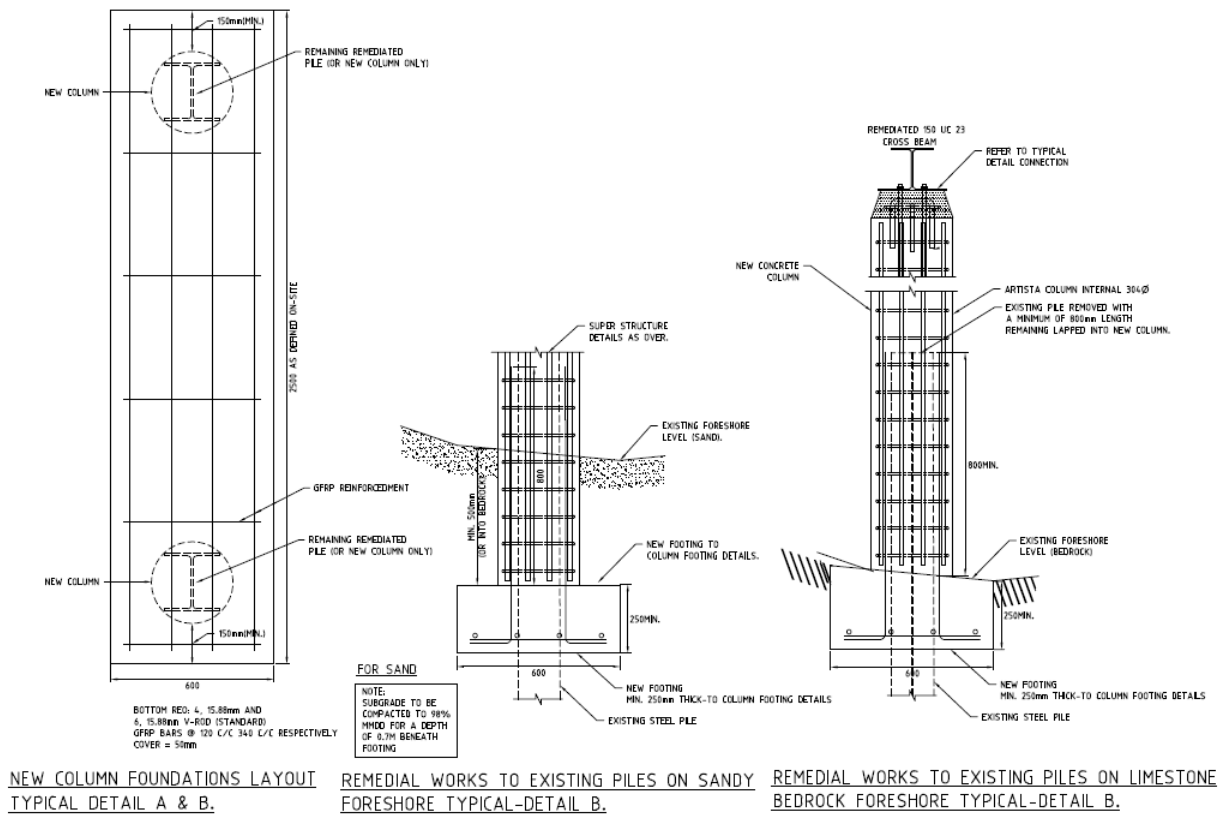 150mm(MIN.)
REMAINING REMEDIATED
PILE (OR NEW COLUMN ONLY)
NEW COLUMN
2500 AS DEFINED ON-SITE
GFRP REINFORCEDMENT
REMAINING REMEDIATED
PILE (OR NEW COLUMN ONLY)
NEW COLUMN
150mm(MIN.)
600
BOTTOM REO: 4, 15.88mm AND
6, 15.88mm V-ROD (STANDARD)
GFRP BARS @ 120 C/C 340 C/C RESPECTIVELY
COVER = 50mm
NEW COLUMN FOUNDATIONS LAYOUT
TYPICAL DETAIL A & B.
SUPER STRUCTURE
DETAILS AS OVER.
EXISTING FORESHORE
LEVEL (SAND).
800
MIN. 500mm
(OR INTO BEDROCK)
NEW FOOTING TO
COLUMN FOOTING DETAILS.
250MIN.
600
FOR SAND
NOTE:
SUBGRADE TO BE
COMPACTED TO 98%
MMDD FOR A DEPTH
OF 0.7M BENEATH
FOOTING
NEW FOOTING
MIN. 250mm THICK-TO COLUMN FOOTING DETAILS
EXISTING STEEL PILE
REMEDIAL WORKS TO EXISTING PILES ON SANDY
FORESHORE TYPICAL-DETAIL B.
REMEDIATED 150 UC 23
CROSS BEAM
REFER TO TYPICAL
DETAIL CONNECTION
NEW CONCRETE
COLUMN
ARTISTA COLUMN INTERNAL 304Ø
EXISTING PILE REMOVED WITH
A MINIMUM OF 800mm LENGTH
REMAINING LAPPED INTO NEW COLUMN.
800MIN.
EXISTING FORESHORE
LEVEL (BEDROCK)
250MIN.
600
NEW FOOTING
MIN. 250mm THICK-TO COLUMN FOOTING DETAILS
EXISTING STEEL PILE
REMEDIAL WORKS TO EXISTING PILES ON LIMESTONE
BEDROCK FORESHORE TYPICAL-DETAIL B.